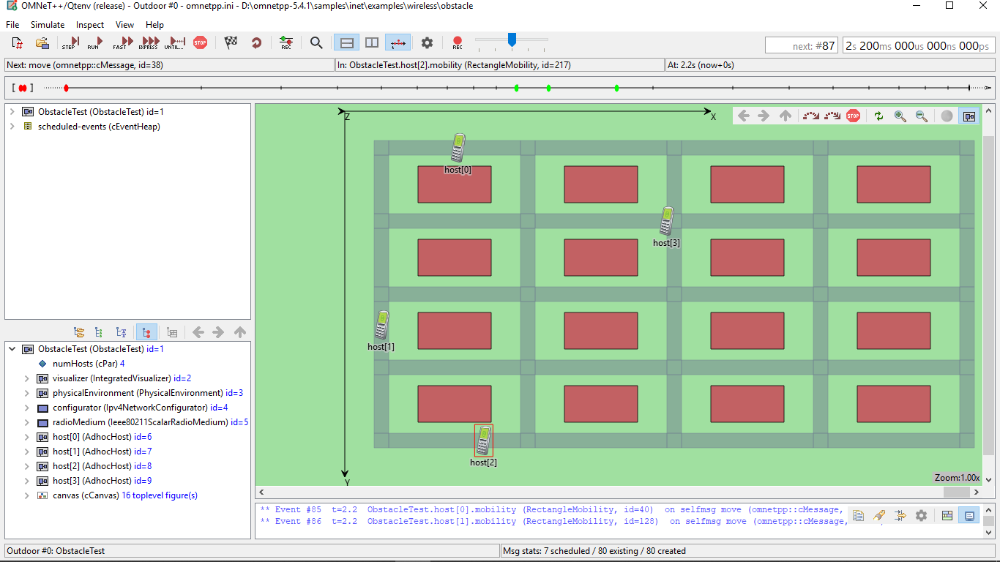 OMNeT++/Qtenv (release) - Outdoor #0 - omnetpp.ini - D:\omnetpp-5.4.1\samples\inet\examples\wireless\obstacle
File Simulate Inspect View Help
STEP RUN FAST EXPRESS UNTIL... STOP REC REC next: #87 2s 200ms 000us 000ns 000ps
Next: move (omnetpp::cMessage, id=38) In: ObstacleTest.host[2].mobility (RectangleMobility, id=217) At: 2.2s (now+0s)
ObstacleTest (ObstacleTest) id=1
scheduled-events (cEventHeap)
ObstacleTest (ObstacleTest) id=1
numHosts (cPar) 4
visualizer (IntegratedVisualizer) id=2
physicalEnvironment (PhysicalEnvironment) id=3
configurator (Ipv4NetworkConfigurator) id=4
radioMedium (Ieee80211ScalarRadioMedium) id=5
host[0] (AdhocHost) id=6
host[1] (AdhocHost) id=7
host[2] (AdhocHost) id=8
host[3] (AdhocHost) id=9
canvas (cCanvas) 16 toplevel figure(s)
Z X
STOP
host[0]
host[3]
host[1]
host[2]
Y
Zoom:1.00x
** Event #85 t=2.2 ObstacleTest.host[0].mobility (RectangleMobility, id=40) on selfmsg move (omnetpp::cMessage,
** Event #86 t=2.2 ObstacleTest.host[1].mobility (RectangleMobility, id=128) on selfmsg move (omnetpp::cMessage,
Outdoor #0: ObstacleTest Msg stats: 7 scheduled / 80 existing / 80 created